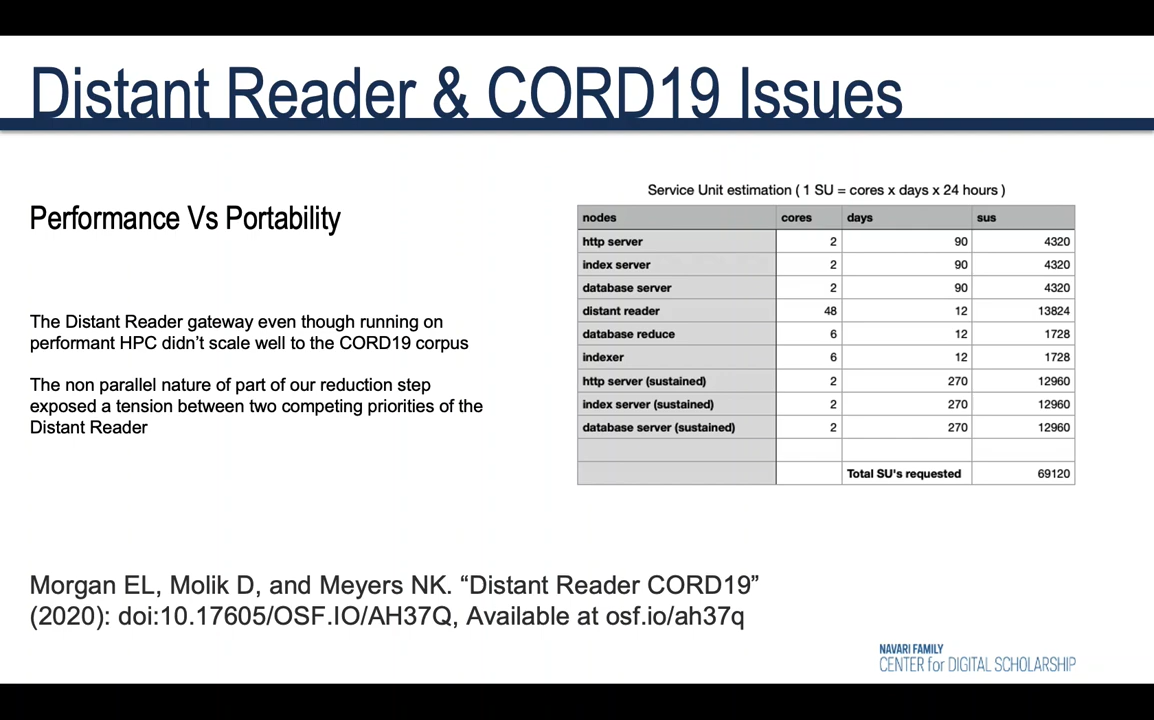 Distant Reader & CORD19 Issues
Performance Vs Portability
The Distant Reader gateway even though running on
performant HPC didn't scale well to the CORD19 corpus
The non parallel nature of part of our reduction step
exposed a tension between two competing priorities of the
Distant Reader
Service Unit estimation ( 1 SU = cores x days x 24 hours )
nodes cores days sus
http server 2 90 4320
index server 2 90 4320
database server 2 90 4320
distant reader 48 12 13824
database reduce 6 12 1728
indexer 6 12 1728
http server (sustained) 2 270 12960
index server (sustained) 2 270 12960
database server (sustained) 2 270 12960
Total SU's requested 69120
Morgan EL, Molik D, and Meyers NK. “Distant Reader CORD19”
(2020): doi:10.17605/OSF.IO/AH37Q, Available at osf.io/ah37q
NAVARI FAMILY
CENTER for DIGITAL SCHOLARSHIP